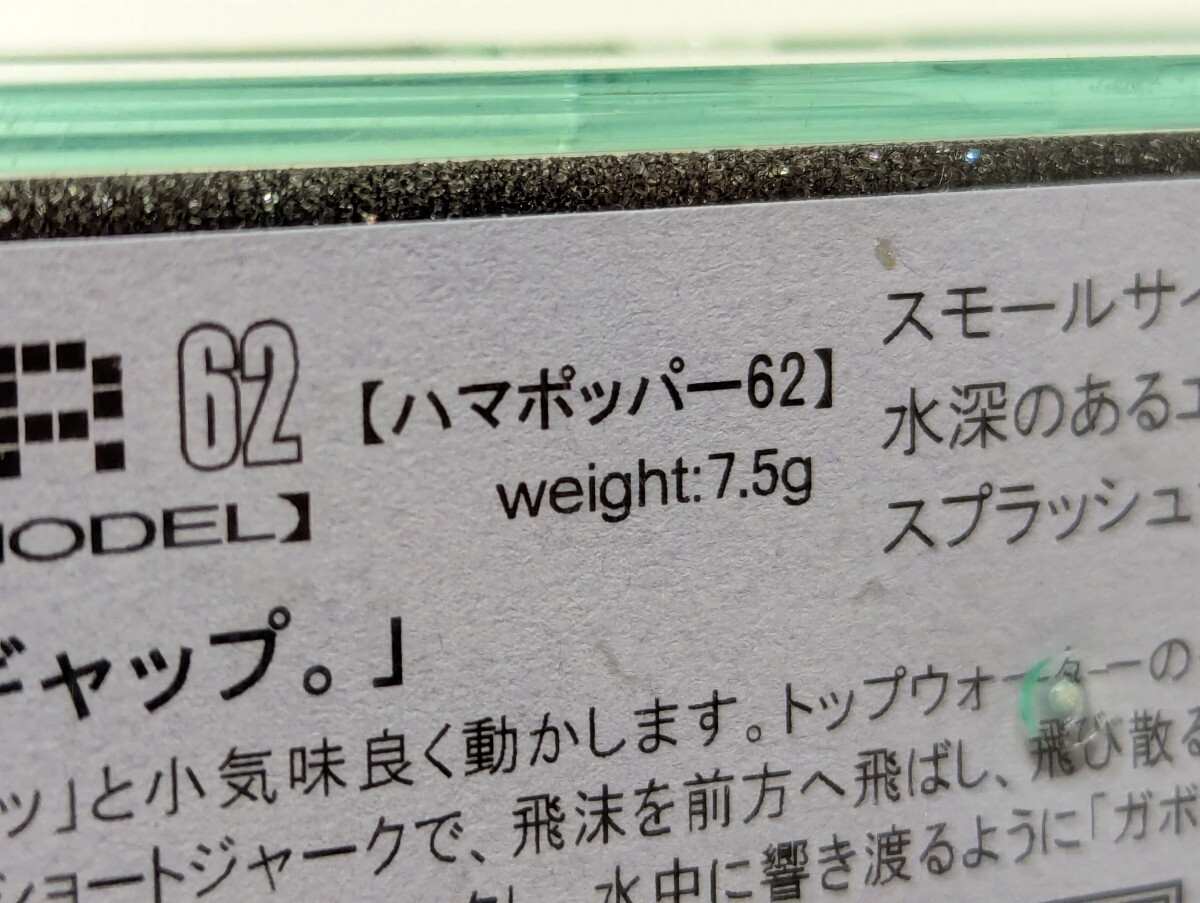 R 62 【ハマポッパー62】
weight:7.5g
MODEL】
ギャップ。」
スモールサイ
水深のあるエ
スプラッシュ
ッ」と小気味良く動かします。トップウォーターの
ショートジャークで、飛沫を前方へ飛ばし、飛び散る
水中に響き渡るように「ガボ